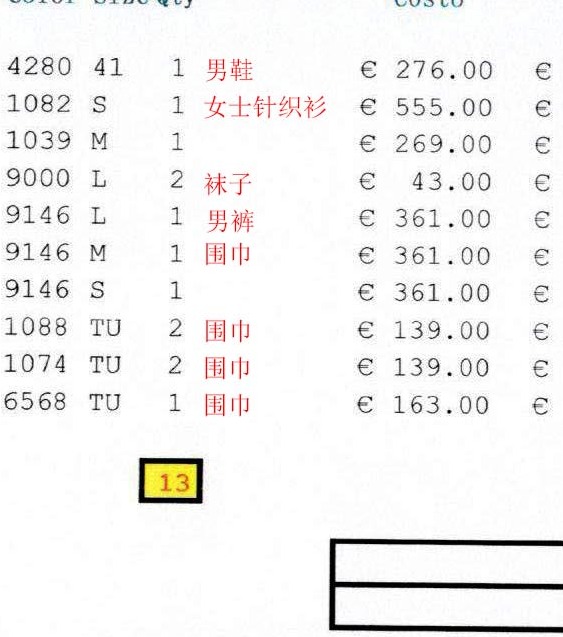 Color Size Qty Costo
4280 41 1 男鞋 € 276.00 €
1082 S 1 女士针织衫 € 555.00 €
1039 M 1 € 269.00 €
9000 L 2 袜子 € 43.00 €
9146 L 1 男裤 € 361.00 €
9146 M 1 围巾 € 361.00 €
9146 S 1 € 361.00 €
1088 TU 2 围巾 € 139.00 €
1074 TU 2 围巾 € 139.00 €
6568 TU 1 围巾 € 163.00 €
13